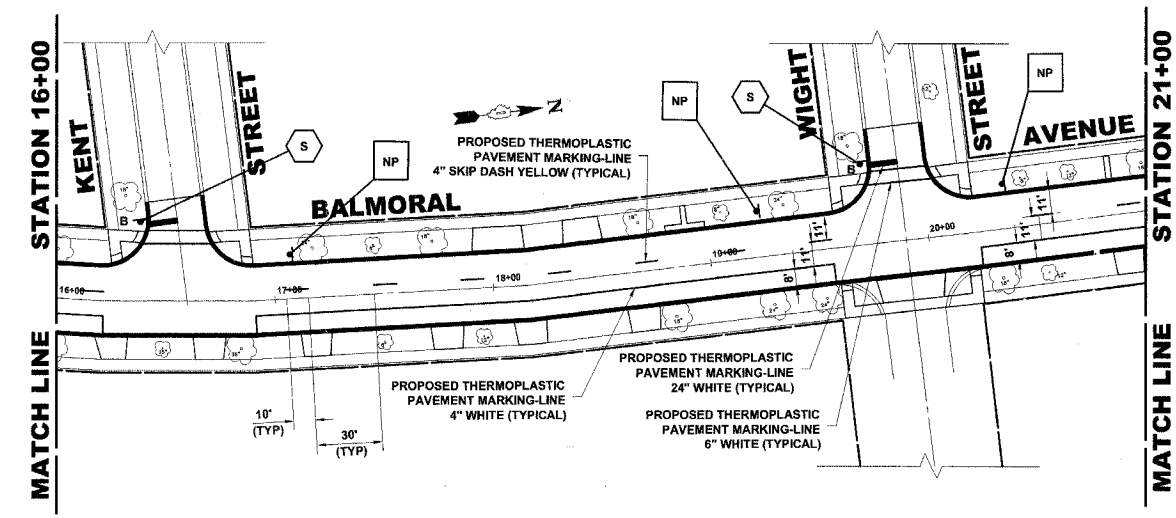 STATION 16+00
MATCH LINE
KENT
STREET
S
NP
B
N
PROPOSED THERMOPLASTIC
PAVEMENT MARKING-LINE
4" SKIP DASH YELLOW (TYPICAL)
NP
S
WIGHT
STREET
NP
B
BALMORAL
AVENUE
STATION 21+00
MATCH LINE
16+00
17+00
18+00
19+00
20+00
11'
11'
8'
11'
11'
8'
PROPOSED THERMOPLASTIC
PAVEMENT MARKING-LINE
4" WHITE (TYPICAL)
PROPOSED THERMOPLASTIC
PAVEMENT MARKING-LINE
24" WHITE (TYPICAL)
PROPOSED THERMOPLASTIC
PAVEMENT MARKING-LINE
6" WHITE (TYPICAL)
10'
(TYP)
30'
(TYP)